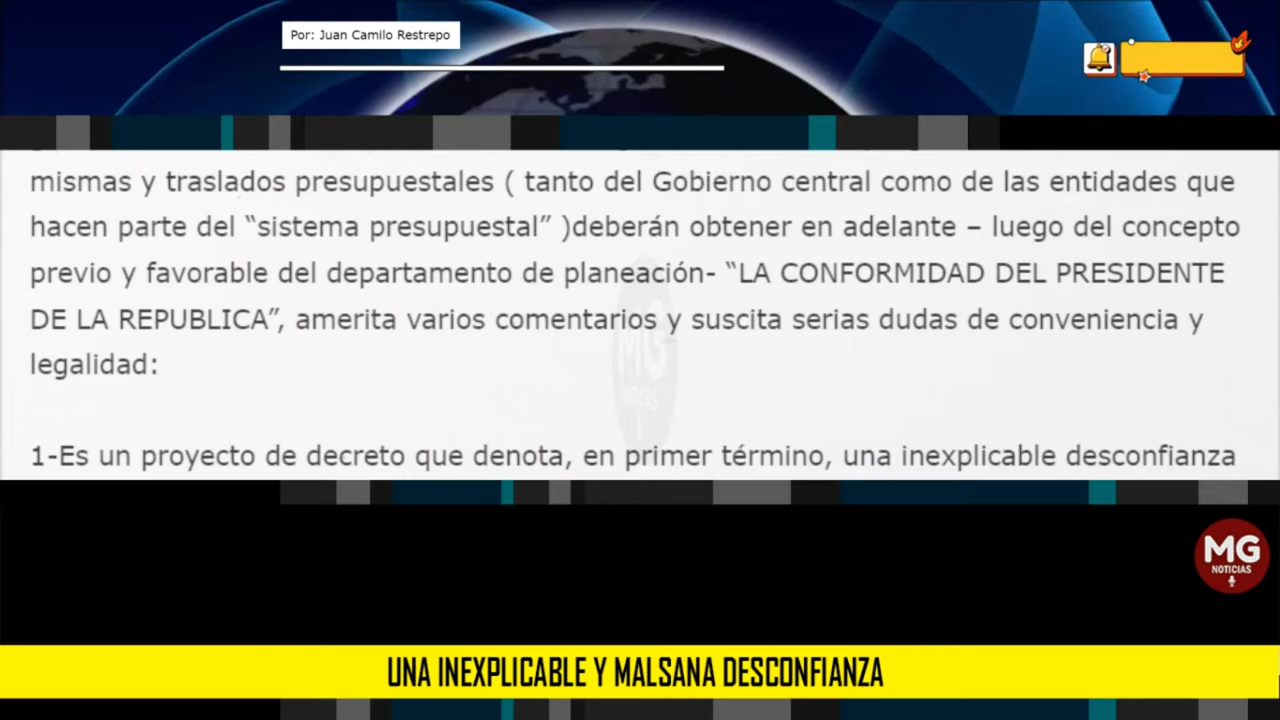 Por: Juan Camilo Restrepo
mismas y traslados presupuestales ( tanto del Gobierno central como de las entidades que
hacen parte del “sistema presupuestal” )deberán obtener en adelante – luego del concepto
previo y favorable del departamento de planeación- “LA CONFORMIDAD DEL PRESIDENTE
DE LA REPUBLICA”, amerita varios comentarios y suscita serias dudas de conveniencia y
legalidad:
1-Es un proyecto de decreto que denota, en primer término, una inexplicable desconfianza
MG
NOTICIAS
MG
NOTICIAS
UNA INEXPLICABLE Y MALSANA DESCONFIANZA